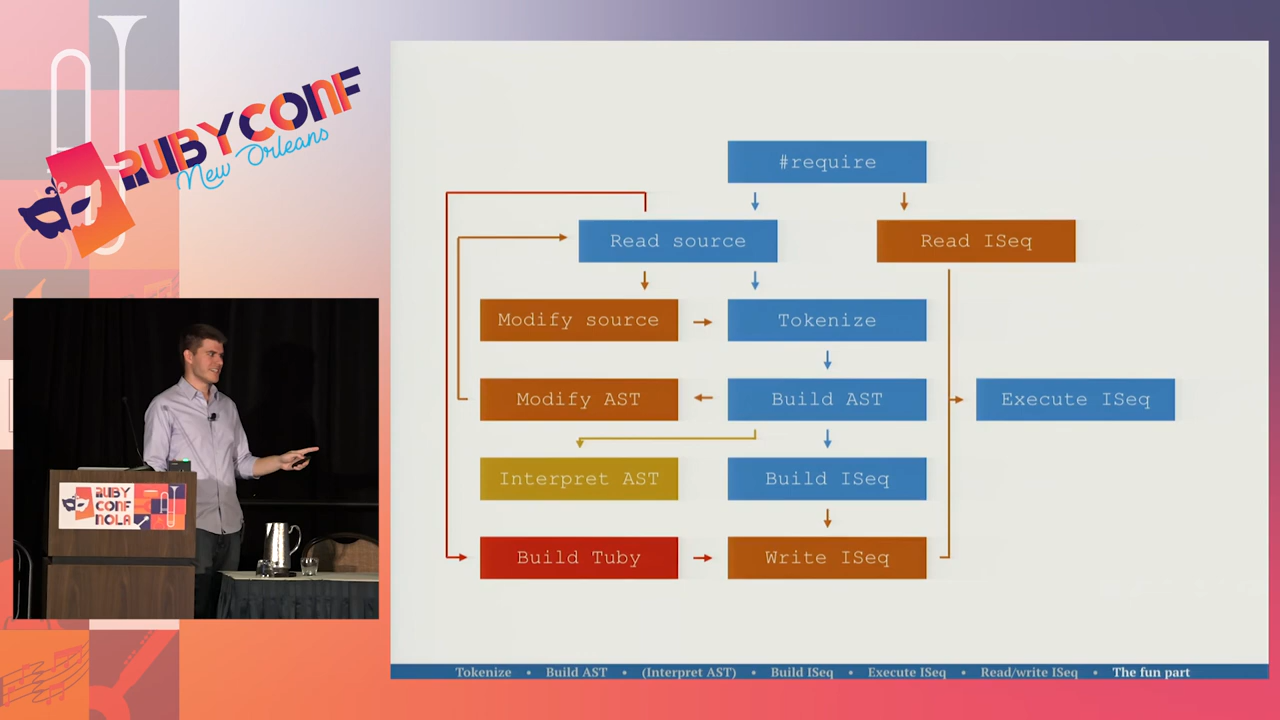 RUBYCONF
New Orleans
RUBY
CONF
NOLA
#require
Read source
Read ISeq
Modify source
Tokenize
Modify AST
Build AST
Execute ISeq
Interpret AST
Build ISeq
Build Tuby
Write ISeq
Tokenize • Build AST • (Interpret AST) • Build ISeq • Execute ISeq • Read/write ISeq • The fun part